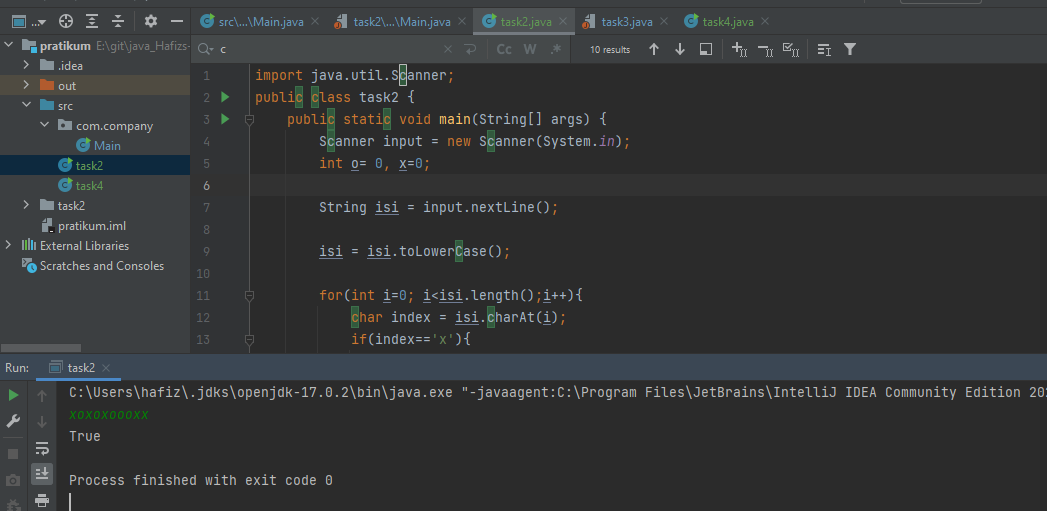 src\...\Main.java task2\...\Main.java task2.java task3.java task4.java
pratikum E:\git\java_Hafizs
.idea
out
src
com.company
Main
task2
task4
task2
pratikum.iml
External Libraries
Scratches and Consoles
c Cc W .* 10 results
1 import java.util.Scanner;
2 public class task2 {
3 public static void main(String[] args) {
4 Scanner input = new Scanner(System.in);
5 int o= 0, x=0;
6
7 String isi = input.nextLine();
8
9 isi = isi.toLowerCase();
10
11 for(int i=0; i<isi.length();i++){
12 char index = isi.charAt(i);
13 if(index=='x'){
Run: task2
C:\Users\hafiz\.jdks\openjdk-17.0.2\bin\java.exe "-javaagent:C:\Program Files\JetBrains\IntelliJ IDEA Community Edition 20
xoxoxoooxx
True
Process finished with exit code 0